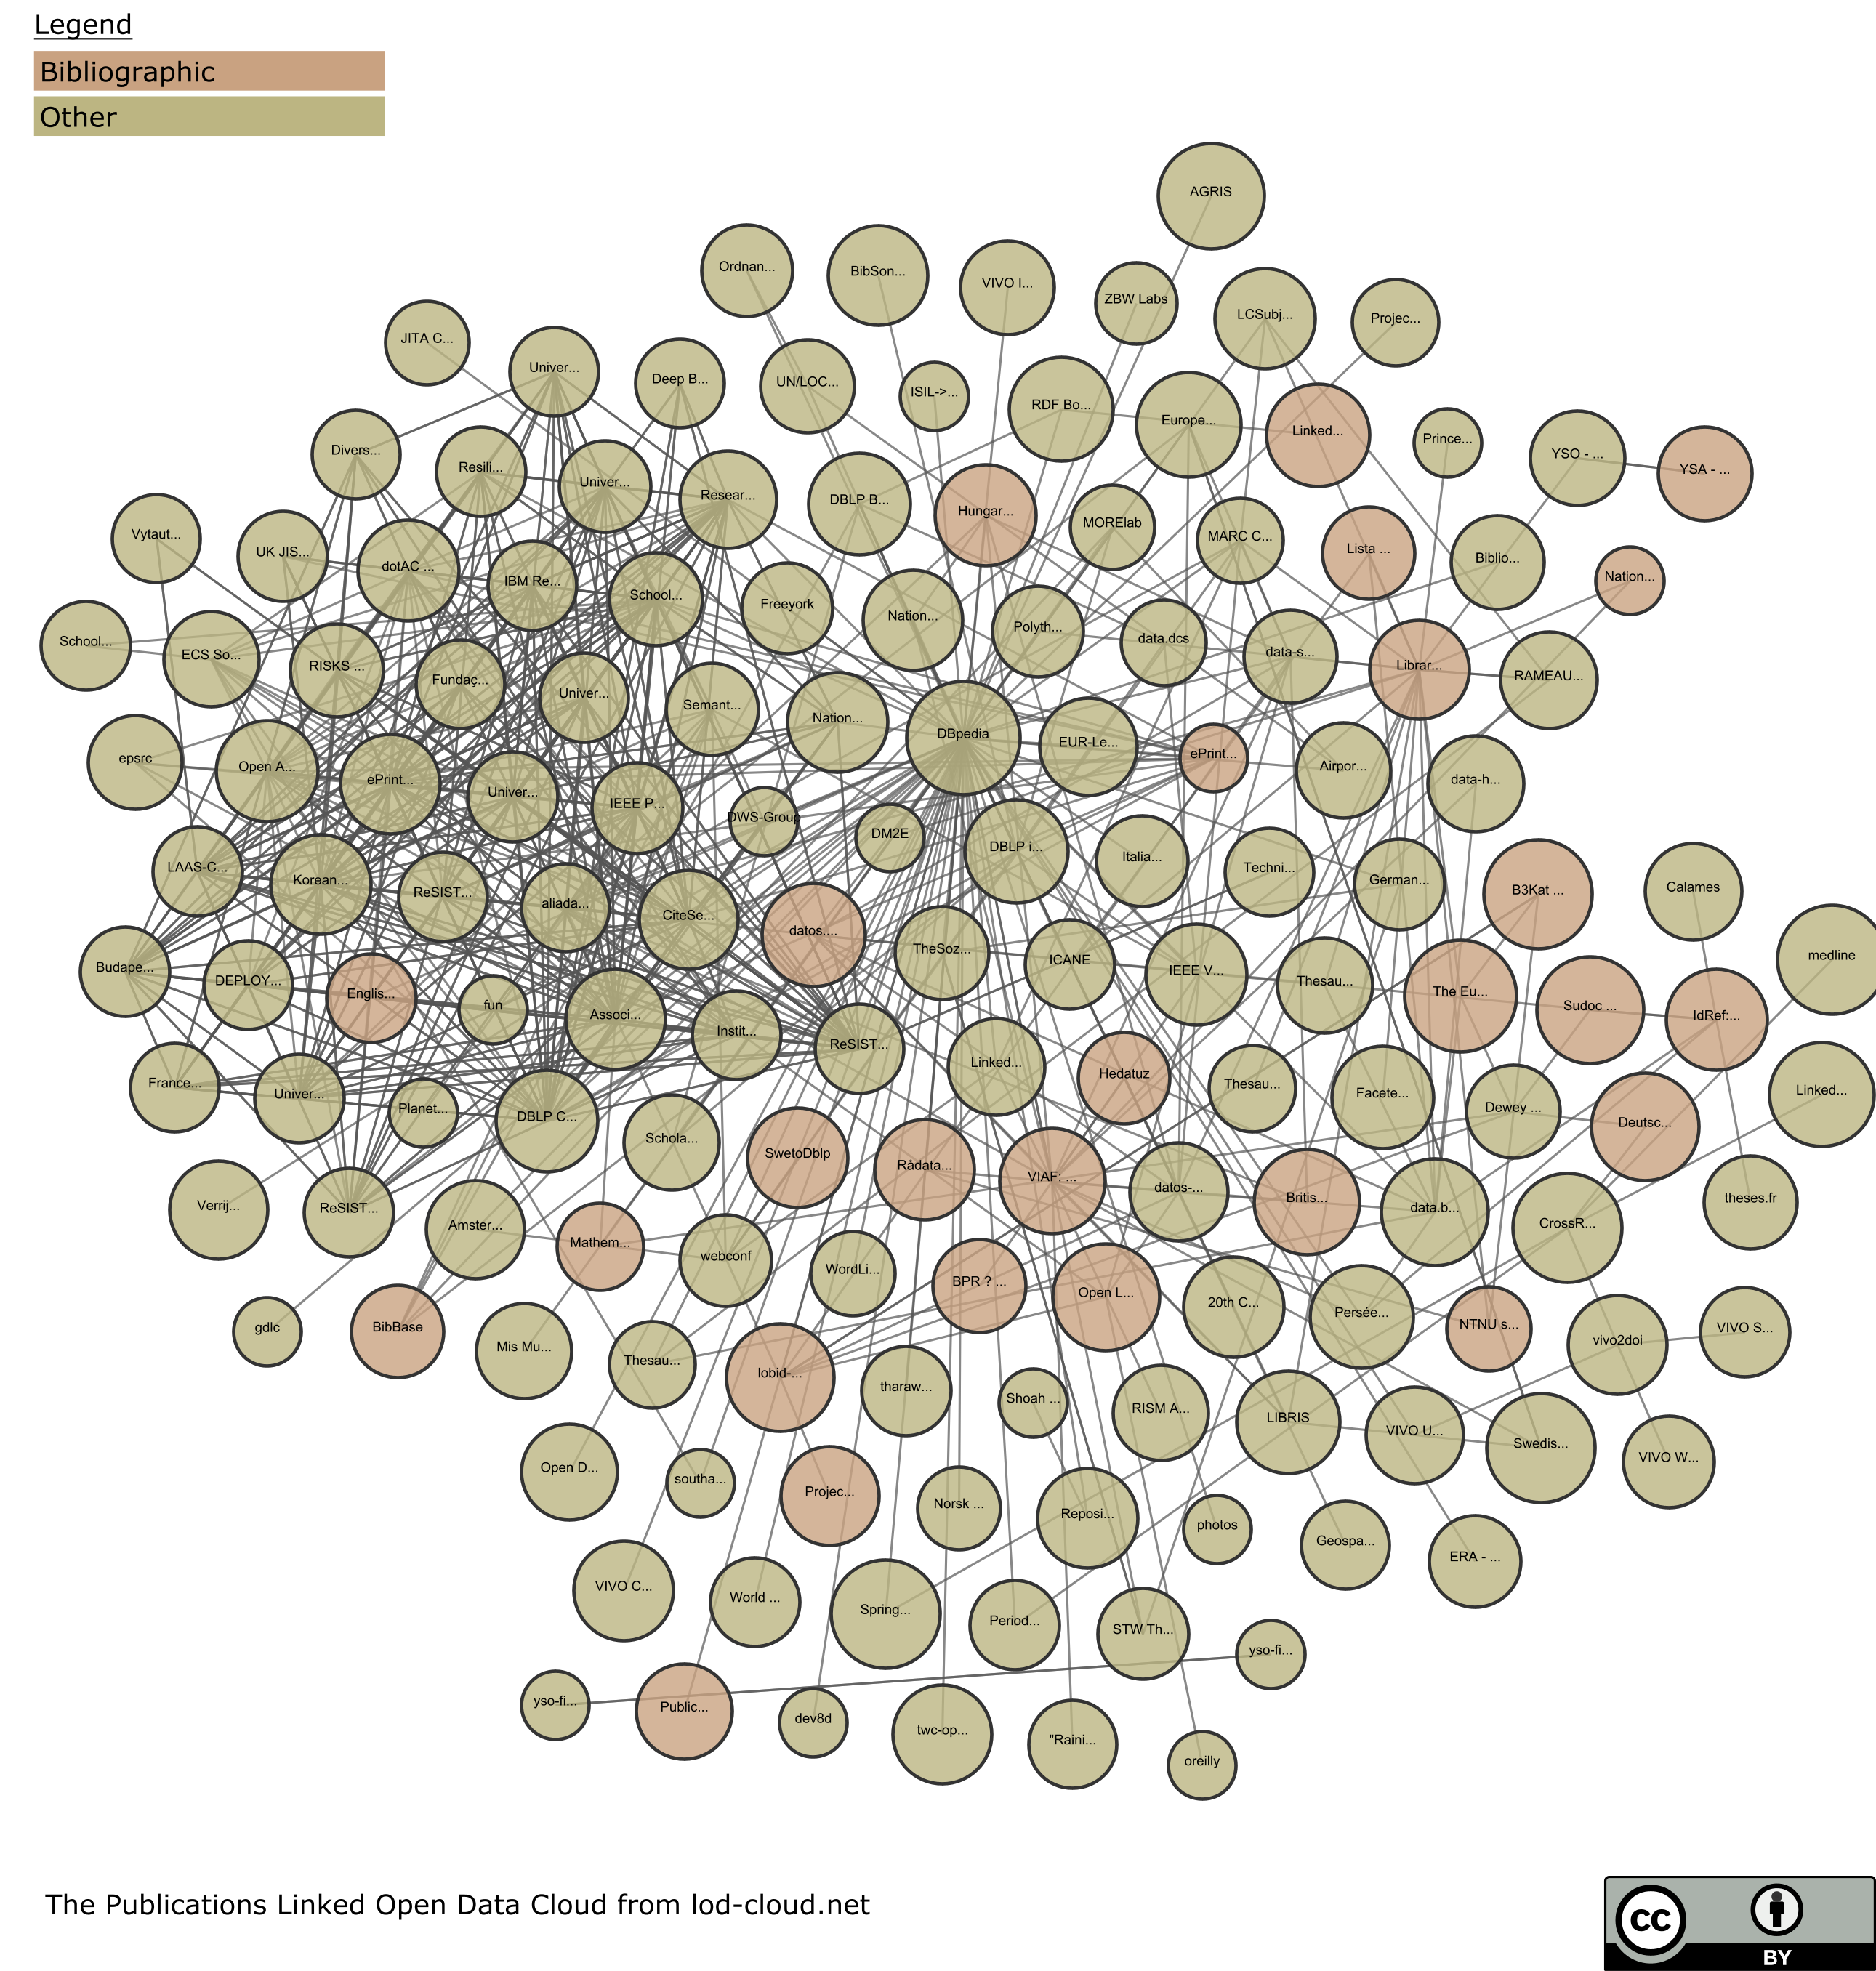 Legend
Bibliographic
Other
AGRIS
Ordnan...
BibSon...
VIVO I...
ZBW Labs
LCSubj...
Projec...
JITA C...
Univer...
Deep B...
UN/LOC...
ISIL->...
RDF Bo...
Europe...
Linked...
Prince...
YSO - ...
YSA - ...
Divers...
Resili...
Univer...
Resear...
DBLP B...
Hungar...
MORElab
MARC C...
Lista ...
Biblio...
Nation...
Vytaut...
UK JIS...
dotAC ...
IBM Re...
School...
Freeyork
Nation...
Polyth...
data.dcs
data-s...
Librar...
RAMEAU...
School...
ECS So...
RISKS ...
Fundaç...
Univer...
Semant...
Nation...
DBpedia
EUR-Le...
ePrint...
Airpor...
data-h...
epsrc
Open A...
ePrint...
Univer...
IEEE P...
DWS-Group
DM2E
DBLP i...
Italia...
Techni...
German...
B3Kat ...
Calames
LAAS-C...
Korean...
ReSIST...
aliada...
CiteSe...
datos....
TheSoz...
ICANE
IEEE V...
Thesau...
The Eu...
Sudoc ...
IdRef:...
medline
Budape...
DEPLOY...
Englis...
fun
Associ...
Instit...
ReSIST...
Linked...
Hedatuz
Thesau...
Facete...
Dewey ...
Deutsc...
Linked...
France...
Univer...
Planet...
DBLP C...
Schola...
SwetoDblp
Rådata...
VIAF: ...
datos-...
Britis...
data.b...
CrossR...
theses.fr
Verrij...
ReSIST...
Amster...
Mathem...
webconf
WordLi...
BPR ? ...
Open L...
20th C...
Persée...
NTNU s...
vivo2doi
VIVO S...
gdlc
BibBase
Mis Mu...
Thesau...
lobid-...
tharaw...
Shoah ...
RISM A...
LIBRIS
VIVO U...
Swedis...
VIVO W...
Open D...
southa...
Projec...
Norsk ...
Reposi...
photos
Geospa...
ERA - ...
VIVO C...
World ...
Spring...
Period...
STW Th...
yso-fi...
yso-fi...
Public...
dev8d
twc-op...
"Raini...
oreilly
The Publications Linked Open Data Cloud from lod-cloud.net
cc
BY